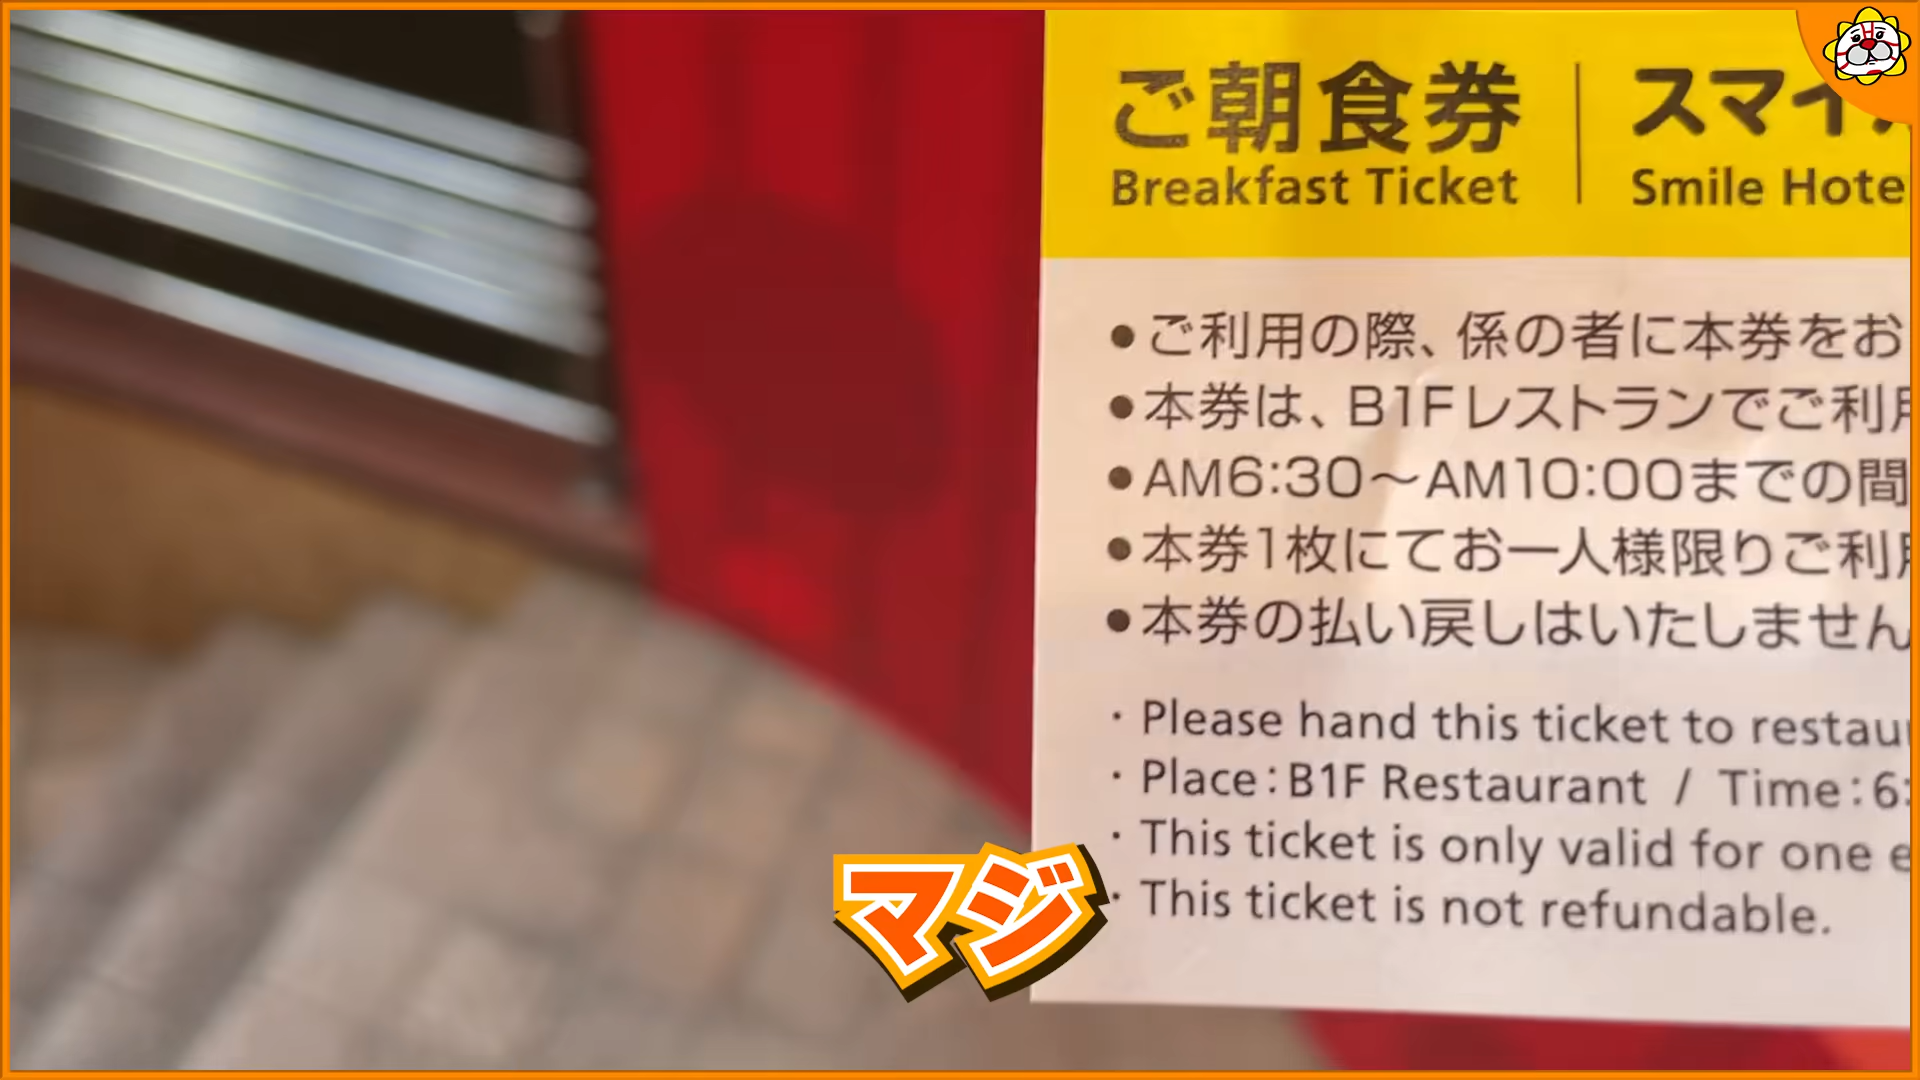 ご朝食券
Breakfast Ticket
スマイ
Smile Hote
●ご利用の際、係の者に本券をお
●本券は、B1Fレストランでご利用
●AM6:30～AM10:00までの間
●本券1枚にてお一人様限りご利用
●本券の払い戻しはいたしません
・Please hand this ticket to restau
・Place:B1F Restaurant / Time:6:
・This ticket is only valid for one e
・This ticket is not refundable.
マジ